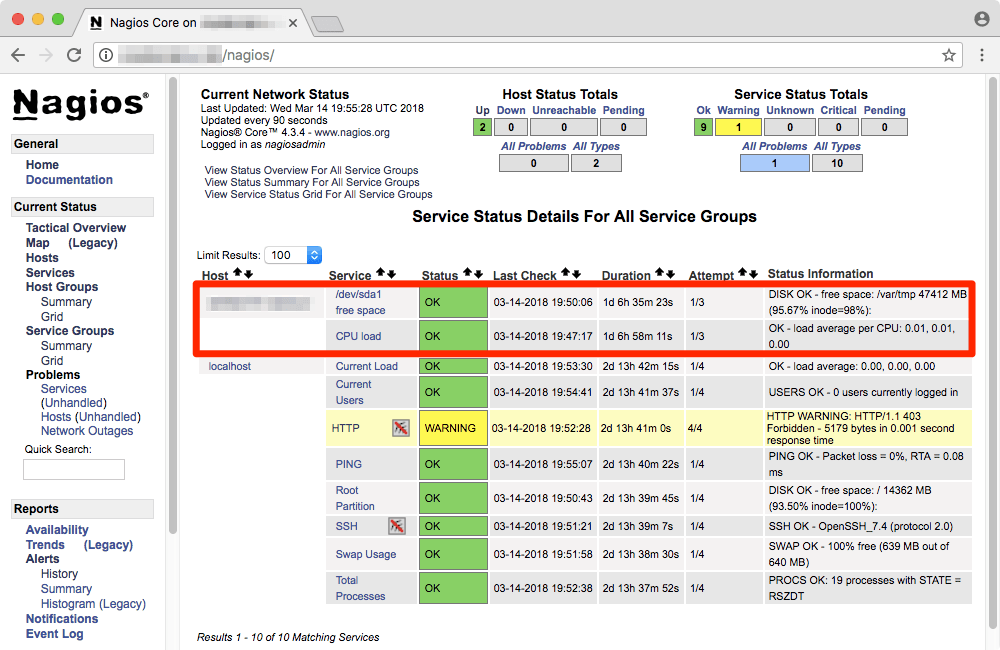 Nagios Core on
/nagios/
Nagios®
General
Home
Documentation
Current Status
Tactical Overview
Map (Legacy)
Hosts
Services
Host Groups
Summary
Grid
Service Groups
Summary
Grid
Problems
Services
(Unhandled)
Hosts (Unhandled)
Network Outages
Quick Search:
Reports
Availability
Trends (Legacy)
Alerts
History
Summary
Histogram (Legacy)
Notifications
Event Log
Current Network Status
Last Updated: Wed Mar 14 19:55:28 UTC 2018
Updated every 90 seconds
Nagios® Core™ 4.3.4 - www.nagios.org
Logged in as nagiosadmin
View Status Overview For All Service Groups
View Status Summary For All Service Groups
View Service Status Grid For All Service Groups
Host Status Totals
Up Down Unreachable Pending
2 0 0 0
All Problems All Types
0 2
Service Status Totals
Ok Warning Unknown Critical Pending
9 1 0 0 0
All Problems All Types
1 10
Service Status Details For All Service Groups
Limit Results: 100
Host Service Status Last Check Duration Attempt Status Information
/dev/sda1
free space
OK 03-14-2018 19:50:06 1d 6h 35m 23s 1/3
DISK OK - free space: /var/tmp 47412 MB
(95.67% inode=98%):
CPU load OK 03-14-2018 19:47:17 1d 6h 58m 11s 1/3
OK - load average per CPU: 0.01, 0.01,
0.00
localhost Current Load OK 03-14-2018 19:53:30 2d 13h 42m 15s 1/4 OK - load average: 0.00, 0.00, 0.00
Current
Users
OK 03-14-2018 19:54:41 2d 13h 41m 37s 1/4 USERS OK - 0 users currently logged in
HTTP WARNING 03-14-2018 19:52:28 2d 13h 41m 0s 4/4
HTTP WARNING: HTTP/1.1 403
Forbidden - 5179 bytes in 0.001 second
response time
PING OK 03-14-2018 19:55:07 2d 13h 40m 22s 1/4
PING OK - Packet loss = 0%, RTA = 0.08
ms
Root
Partition
OK 03-14-2018 19:50:43 2d 13h 39m 45s 1/4
DISK OK - free space: / 14362 MB
(93.50% inode=100%):
SSH OK 03-14-2018 19:51:21 2d 13h 39m 7s 1/4 SSH OK - OpenSSH_7.4 (protocol 2.0)
Swap Usage OK 03-14-2018 19:51:58 2d 13h 38m 30s 1/4
SWAP OK - 100% free (639 MB out of
640 MB)
Total
Processes
OK 03-14-2018 19:52:38 2d 13h 37m 52s 1/4
PROCS OK: 19 processes with STATE =
RSZDT
Results 1 - 10 of 10 Matching Services